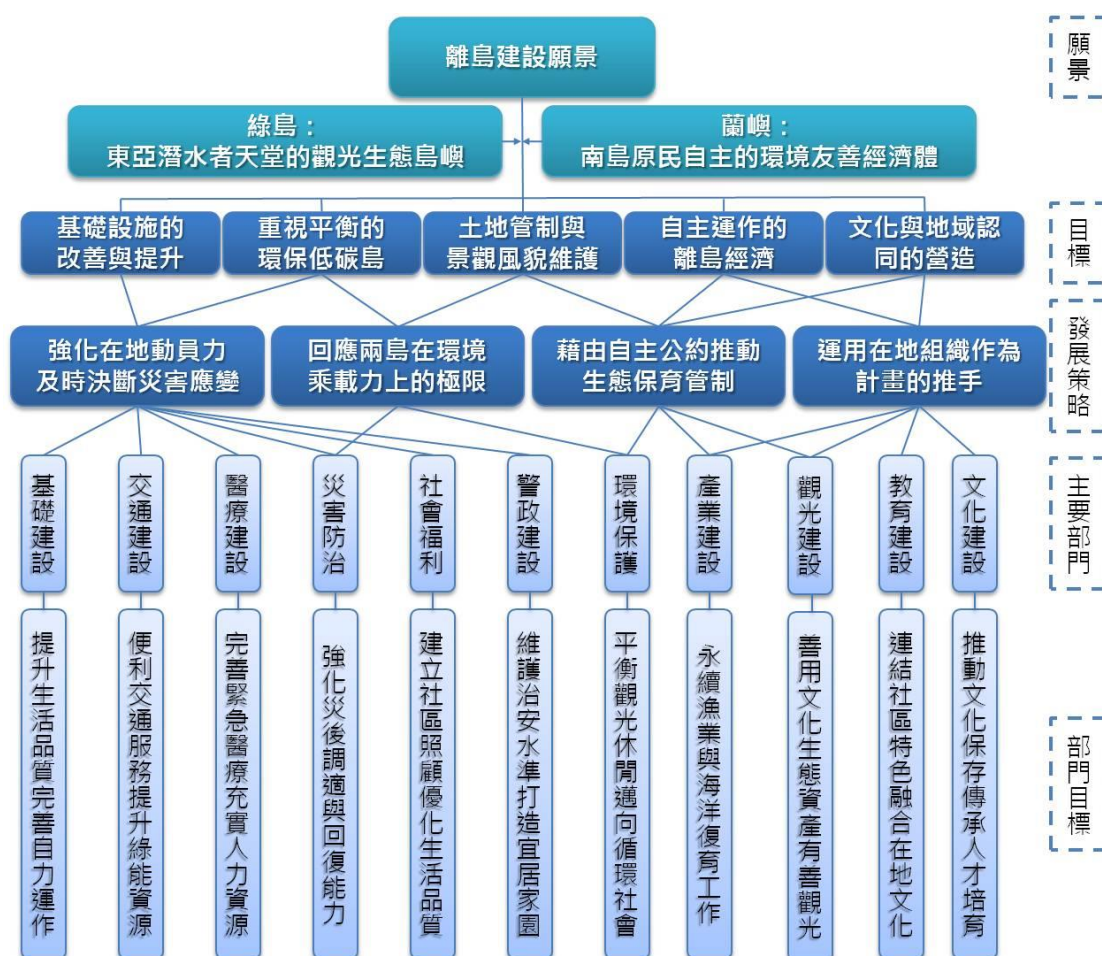 離島建設願景
願景
綠島：
東亞潛水者天堂的觀光生態島嶼
蘭嶼：
南島原民自主的環境友善經濟體
基礎設施的
改善與提升
重視平衡的
環保低碳島
土地管制與
景觀風貌維護
自主運作的
離島經濟
文化與地域認
同的營造
目標
強化在地動員力
及時決斷災害應變
回應兩島在環境
乘載力上的極限
藉由自主公約推動
生態保育管制
運用在地組織作為
計畫的推手
發展策略
基礎建設
交通建設
醫療建設
災害防治
社會福利
警政建設
環境保護
產業建設
觀光建設
教育建設
文化建設
主要部門
提升生活品質完善自力運作
便利交通服務提升綠能資源
完善緊急醫療充實人力資源
強化災後調適與回復能力
建立社區照顧優化生活品質
維護治安水準打造宜居家園
平衡觀光休閒邁向循環社會
永續漁業與海洋復育工作
善用文化生態資產有善觀光
連結社區特色融合在地文化
推動文化保存傳承人才培育
部門目標